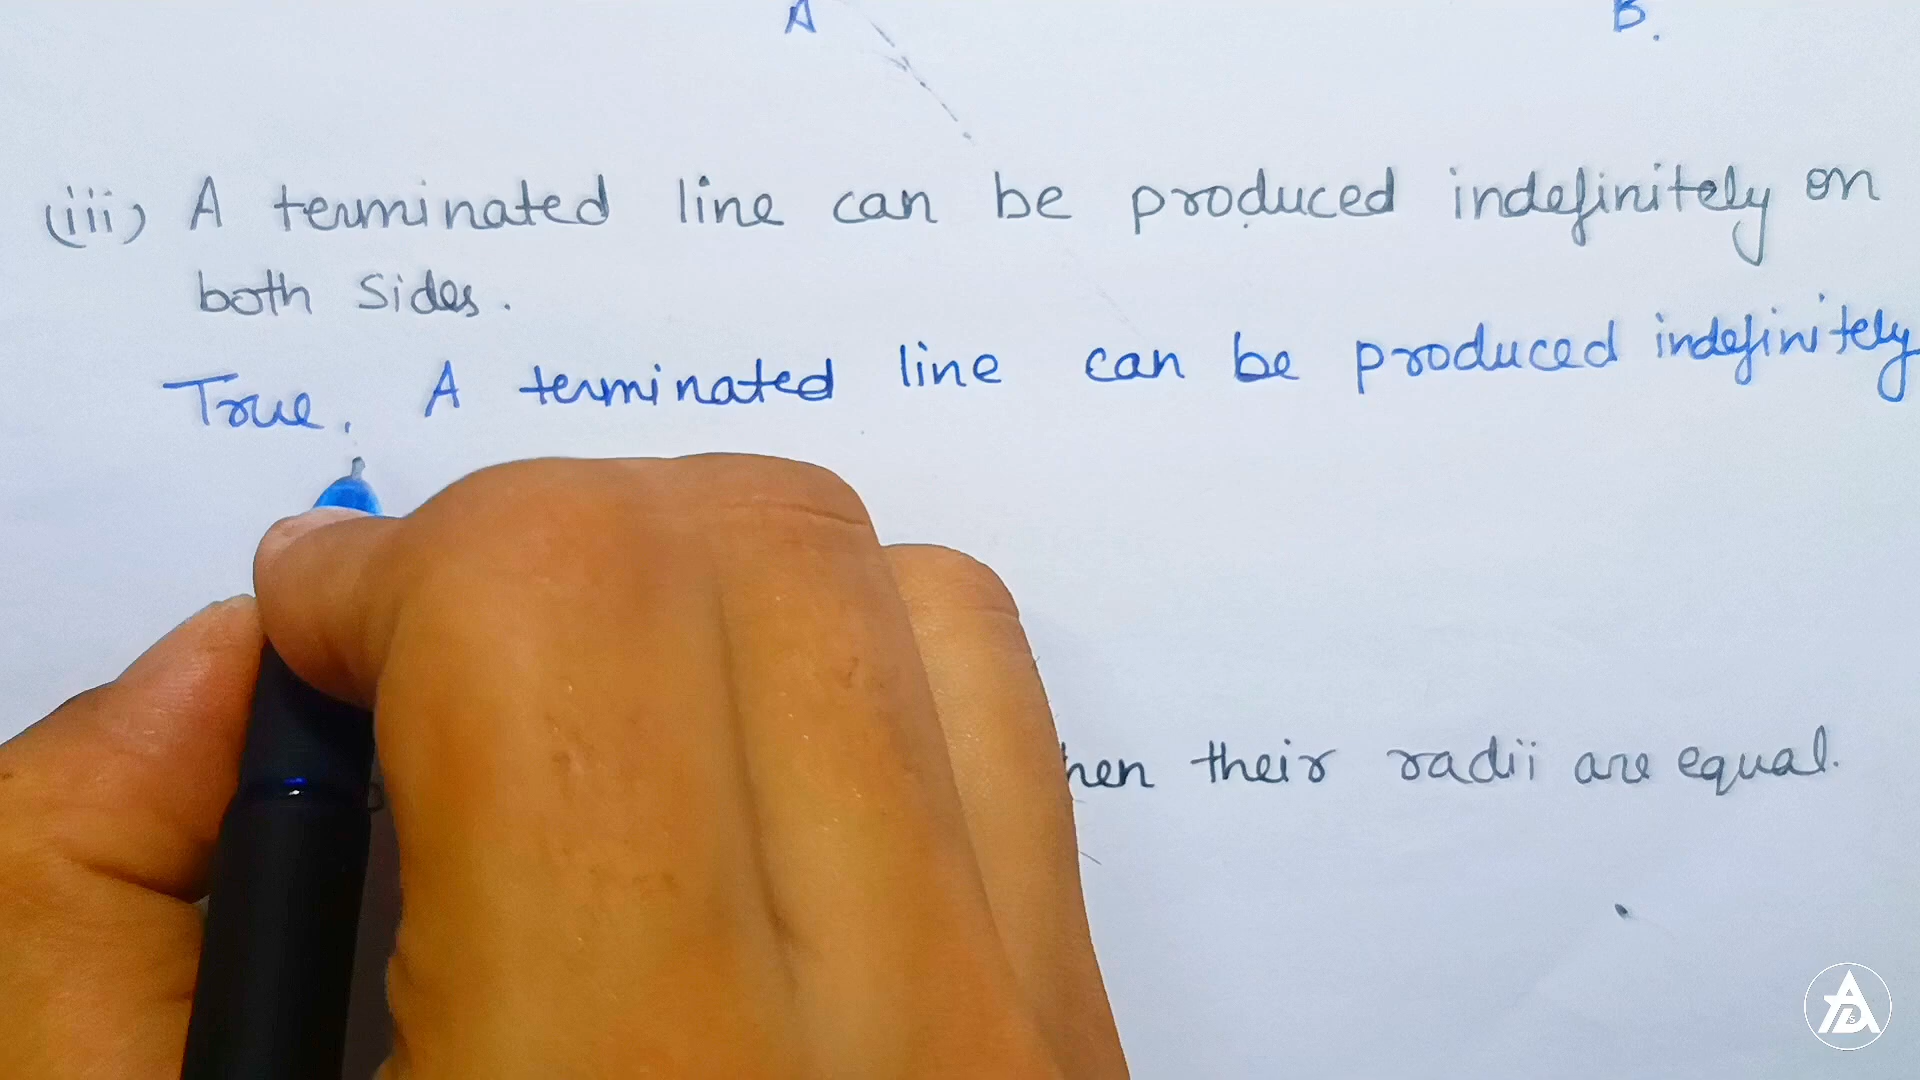 A B.
(iii) A terminated line can be produced indefinitely on
both sides.
True. A terminated line can be produced indefinitely
their radii are equal.